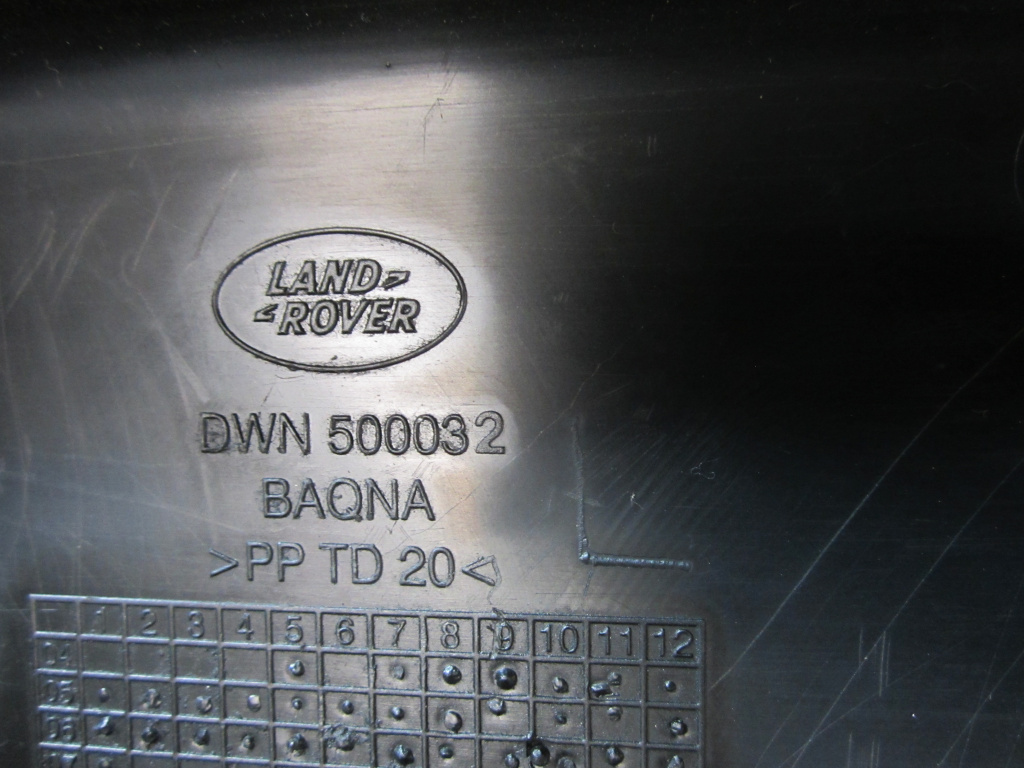 LAND
ROVER
DWN 500032
BAQNA
>PP TD 20<
1 2 3 4 5 6 7 8 9 10 11 12
04
05
06